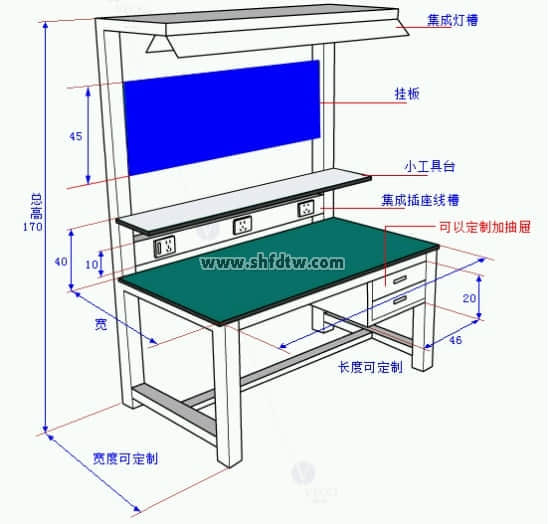 集成灯槽
挂板
45
小工具台
总高
170
集成插座线槽
可以定制加抽屉
40
10
www.shfdtw.com
20
宽
46
长度可定制
宽度可定制